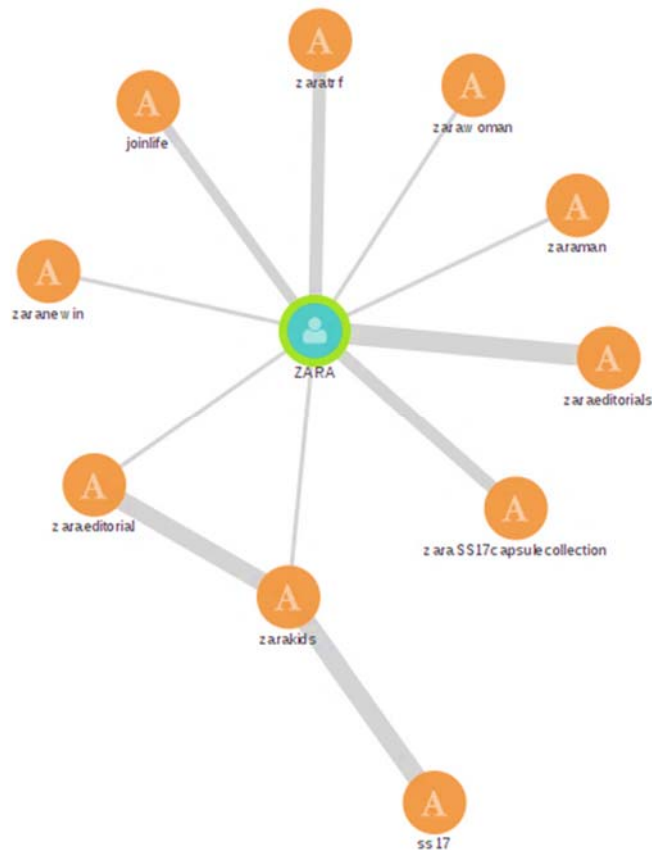 A
zaratrf
A
zarawoman
A
joinlife
A
zaraman
A
zaranewin
ZARA
A
zaraeditorials
A
zaraeditorial
A
zaraSS17capsulecollection
A
zarakids
A
ss17